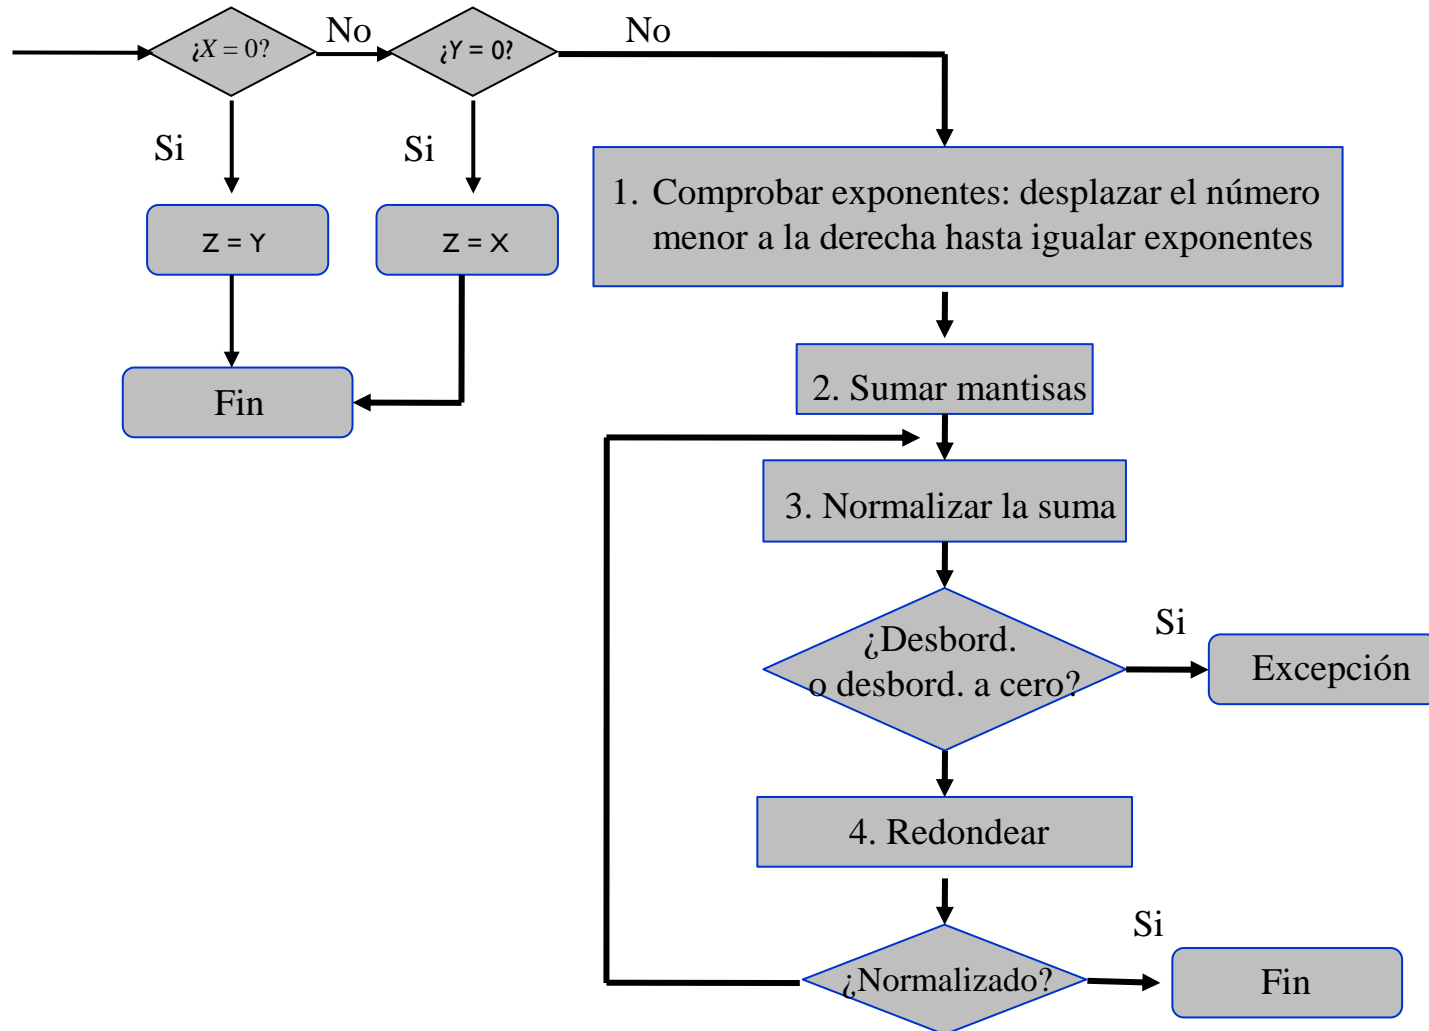 ¿X = 0?
No
¿Y = 0?
No
Si
Si
Z = Y
Z = X
Fin
1. Comprobar exponentes: desplazar el número
menor a la derecha hasta igualar exponentes
2. Sumar mantisas
3. Normalizar la suma
¿Desbord.
o desbord. a cero?
Si
Excepción
4. Redondear
¿Normalizado?
Si
Fin